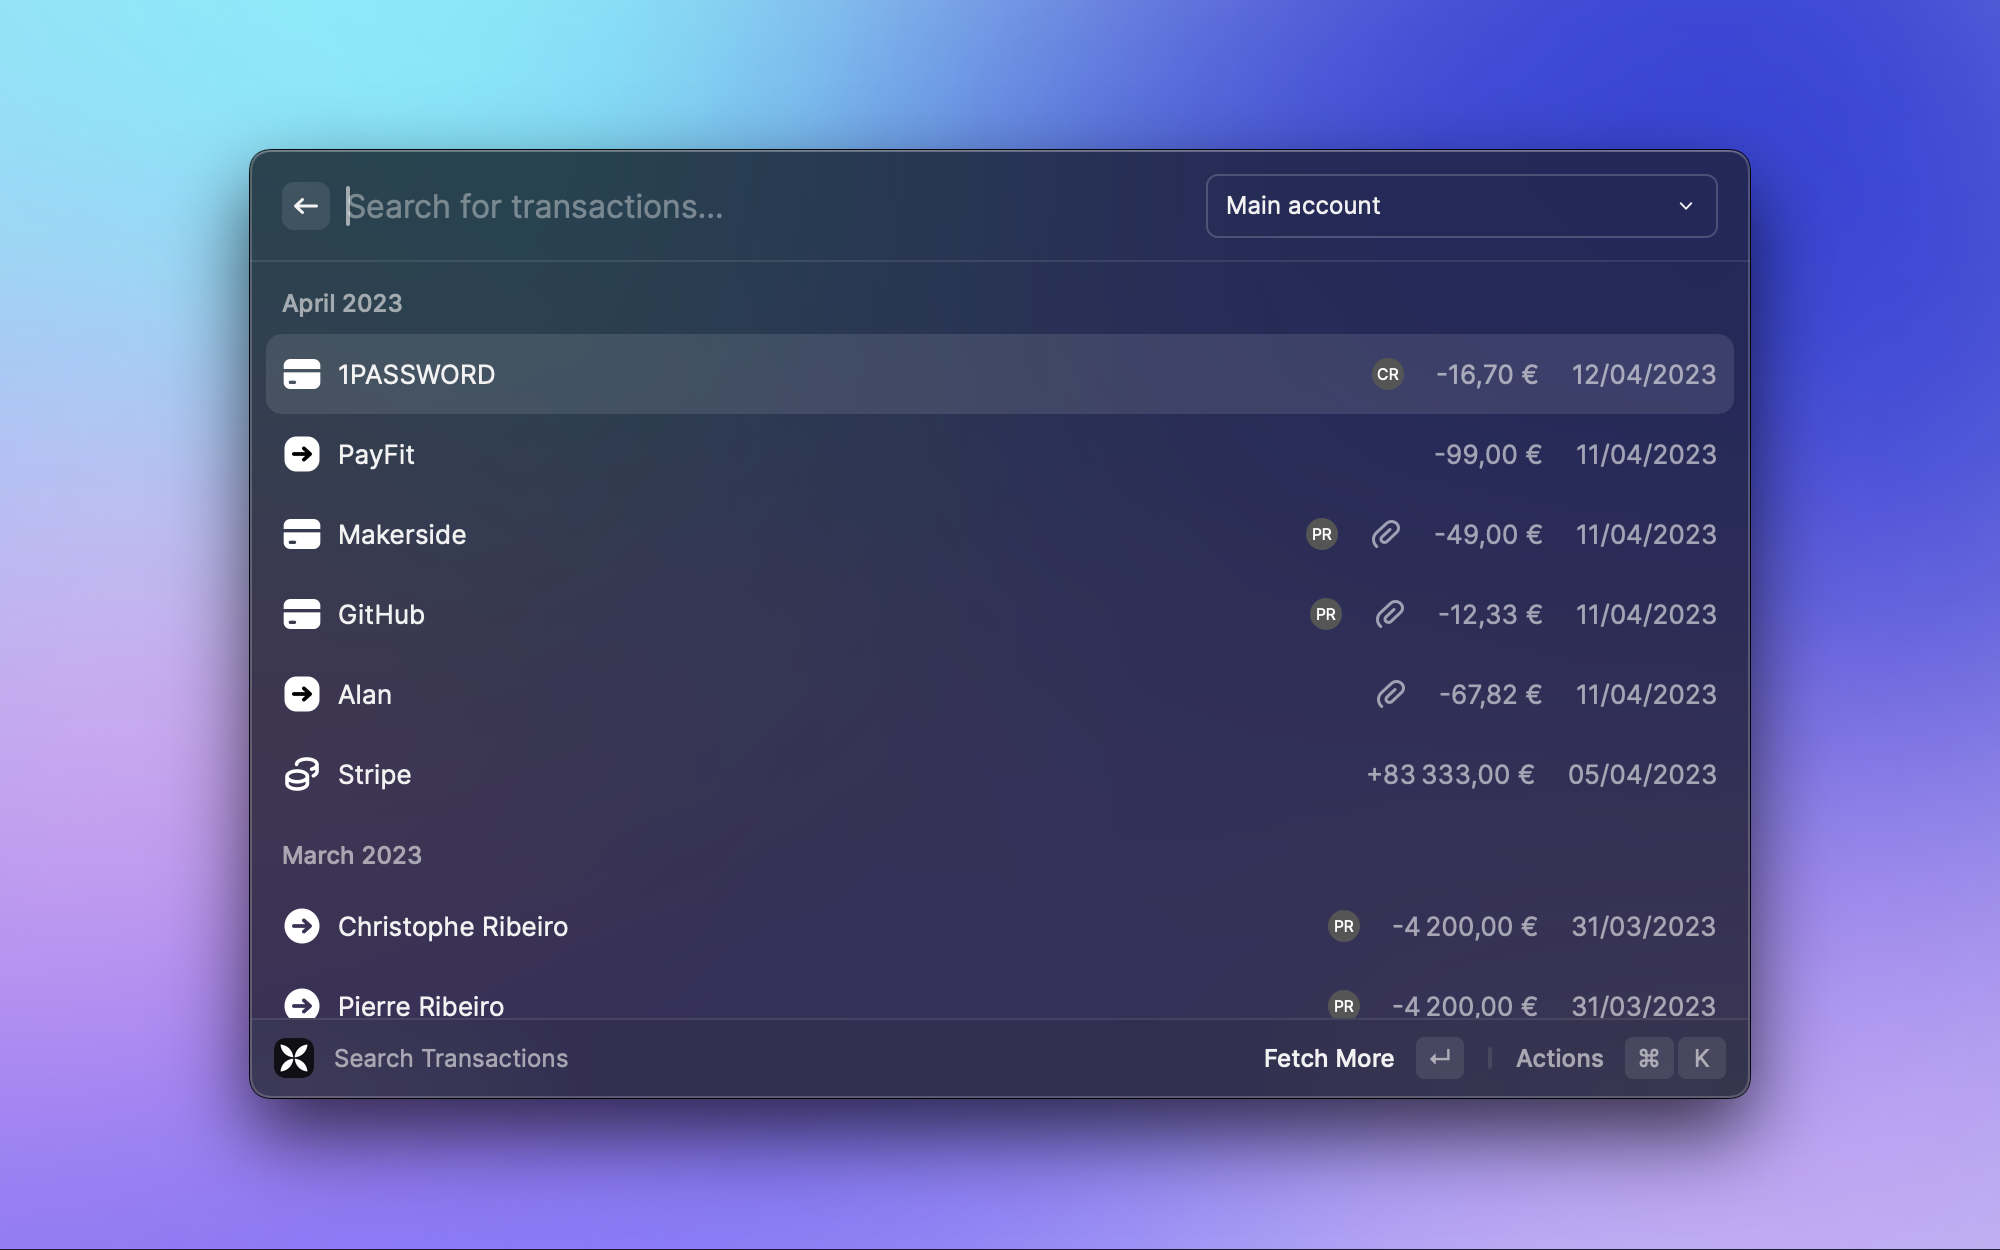 Search for transactions...
Main account
April 2023
1PASSWORD CR -16,70 € 12/04/2023
PayFit -99,00 € 11/04/2023
Makerside PR -49,00 € 11/04/2023
GitHub PR -12,33 € 11/04/2023
Alan -67,82 € 11/04/2023
Stripe +83 333,00 € 05/04/2023
March 2023
Christophe Ribeiro PR -4 200,00 € 31/03/2023
Pierre Ribeiro PR -4 200,00 € 31/03/2023
Search Transactions Fetch More ↵ Actions ⌘ K